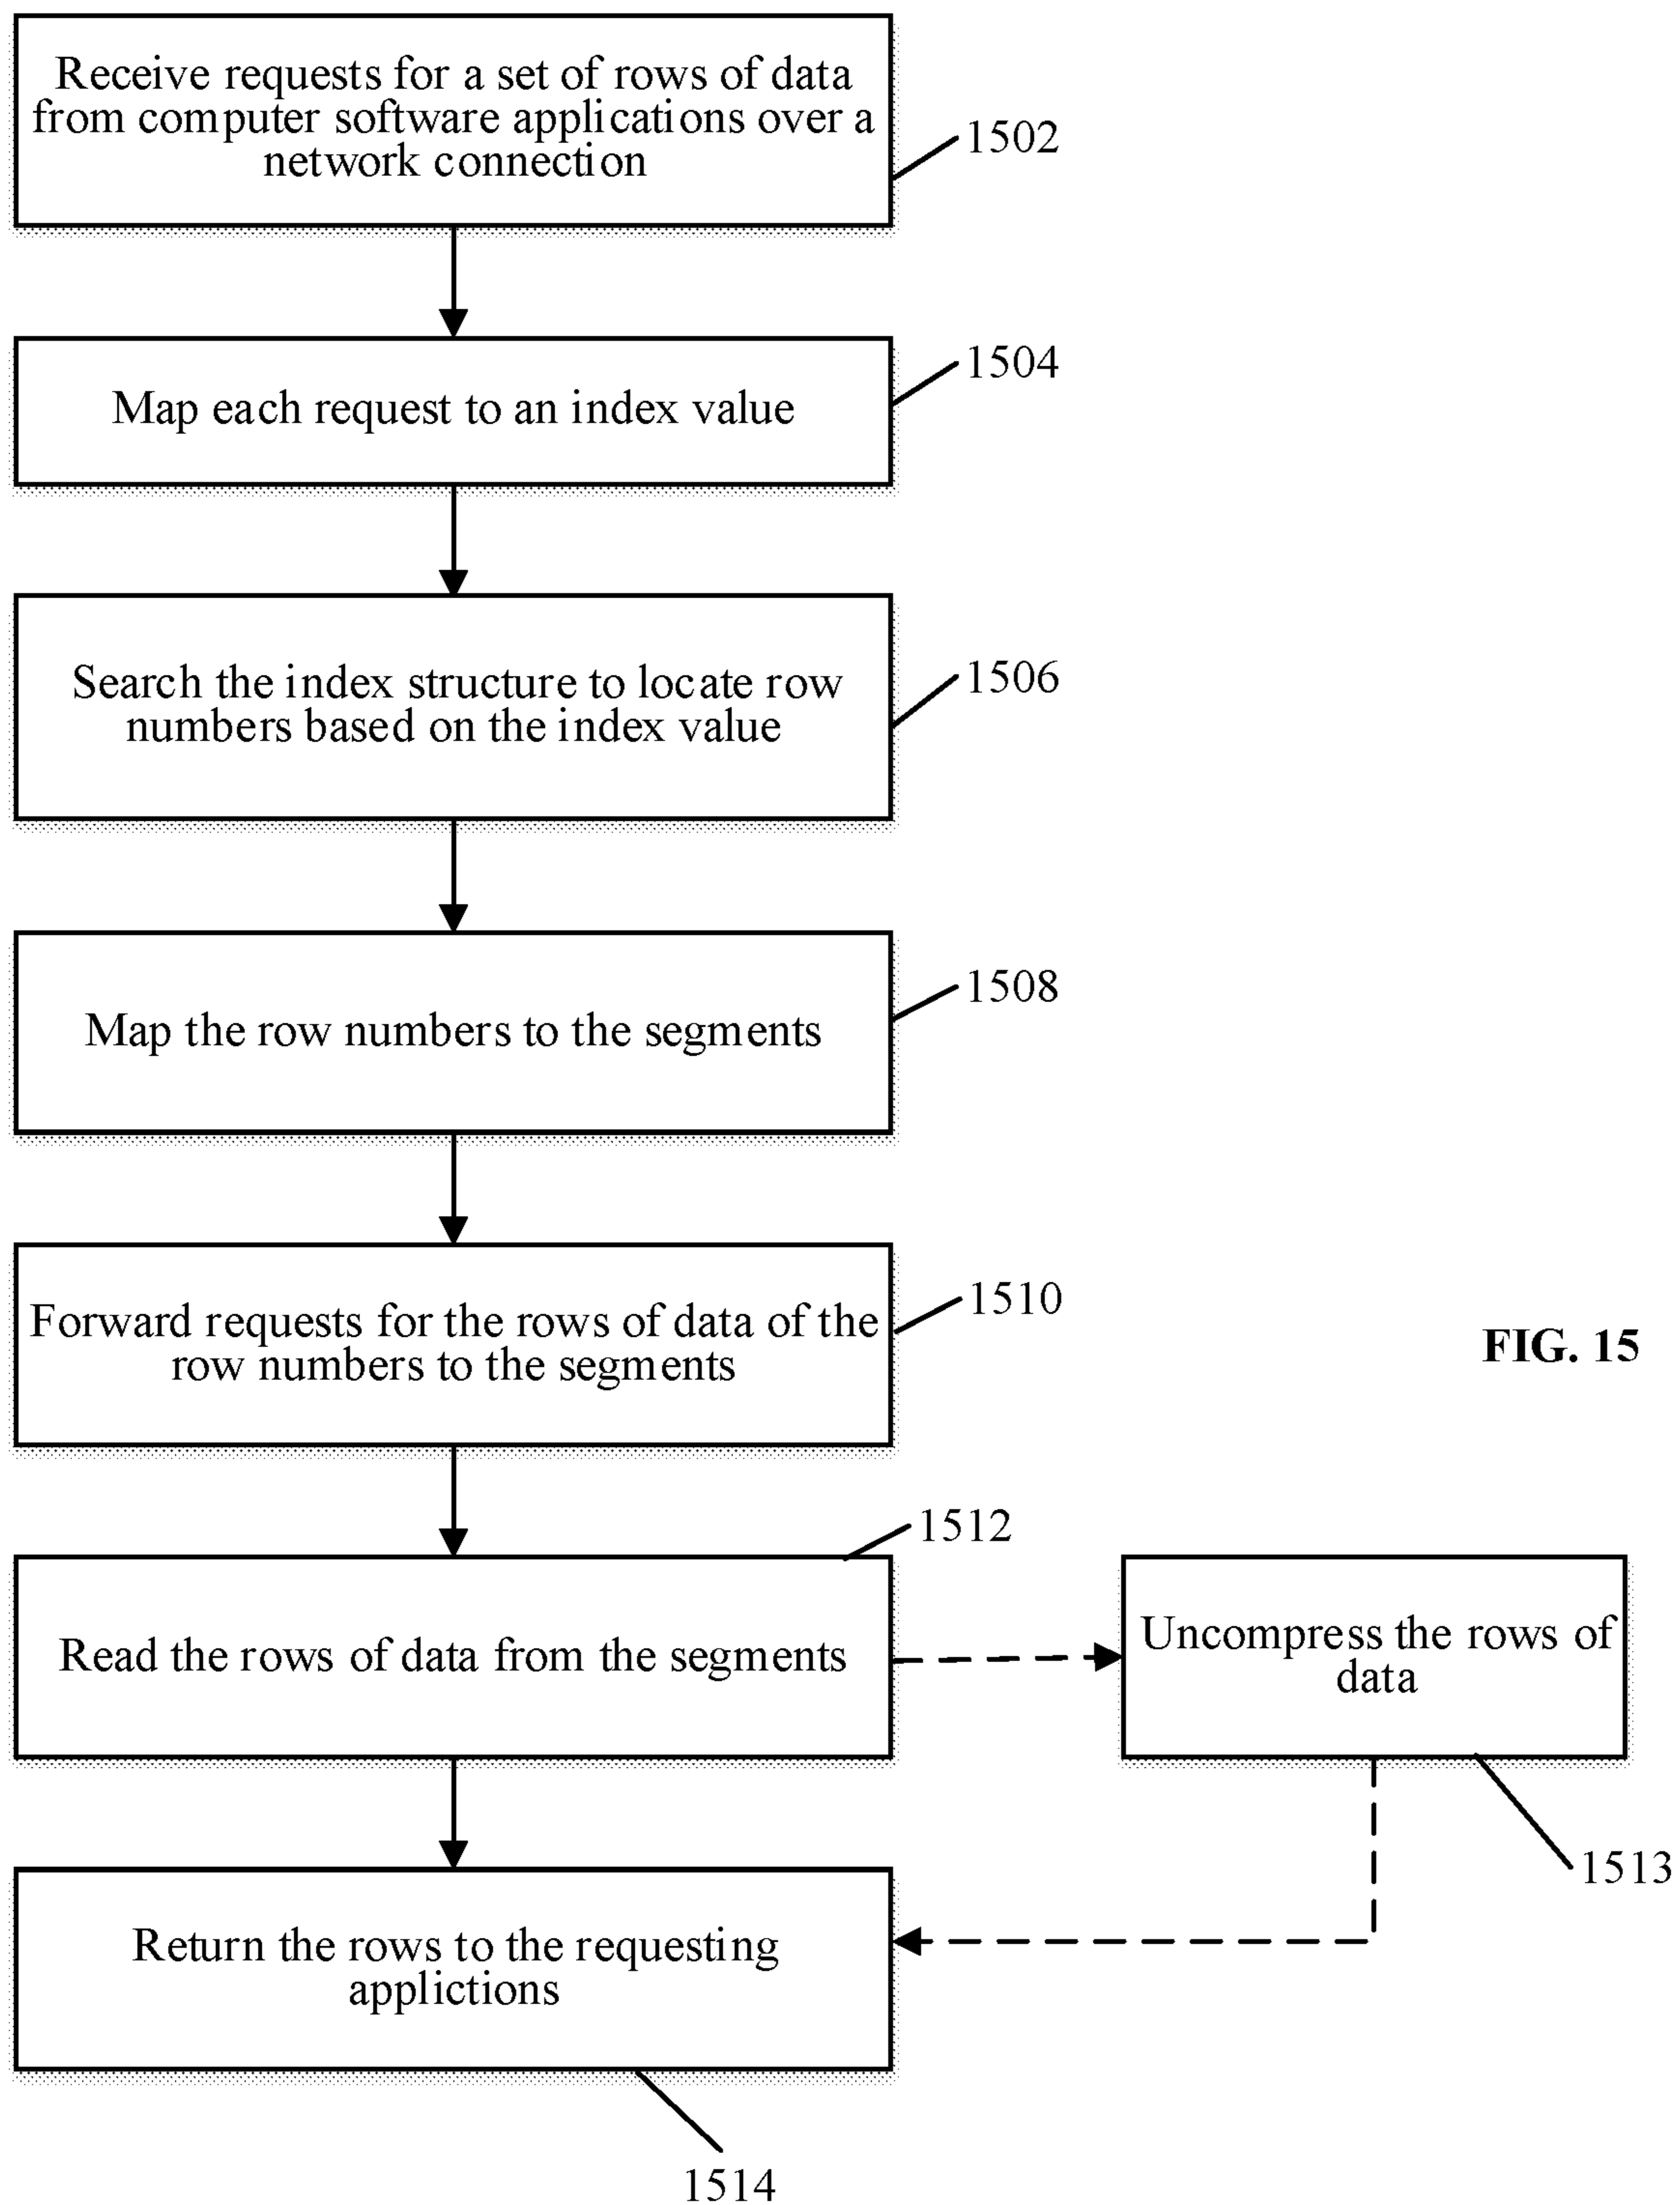 Receive requests for a set of rows of data
from computer software applications over a
network connection
1502
Map each request to an index value
1504
Search the index structure to locate row
numbers based on the index value
1506
Map the row numbers to the segments
1508
Forward requests for the rows of data of the
row numbers to the segments
1510
FIG. 15
Read the rows of data from the segments
1512
Uncompress the rows of
data
1513
Return the rows to the requesting
applictions
1514